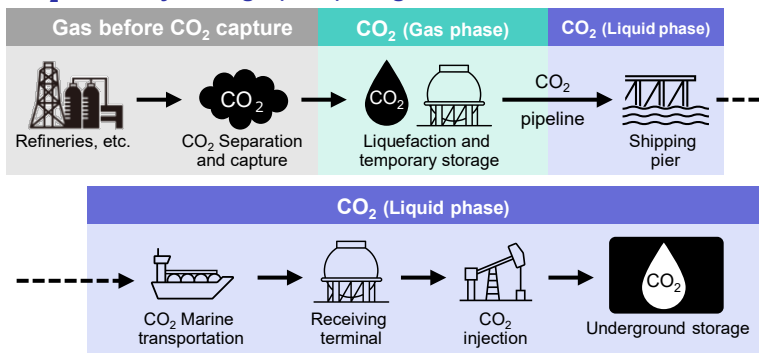 Gas before CO₂ capture
CO₂ (Gas phase)
CO₂ (Liquid phase)
CO₂
CO₂
CO₂
pipeline
Refineries, etc.
CO₂ Separation
and capture
Liquefaction and
temporary storage
Shipping
pier
CO₂ (Liquid phase)
CO₂
CO₂ Marine
transportation
Receiving
terminal
CO₂
injection
Underground storage